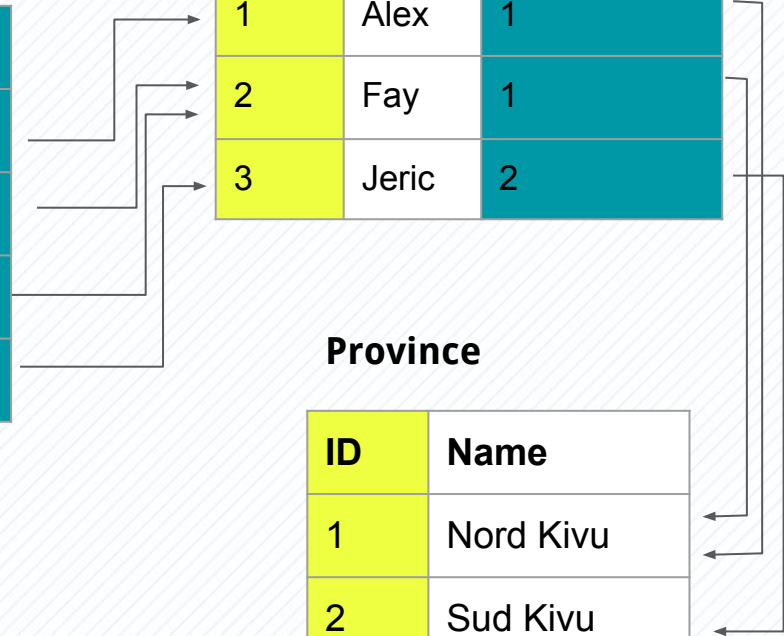 1 Alex 1
2 Fay 1
3 Jeric 2
Province
ID Name
1 Nord Kivu
2 Sud Kivu